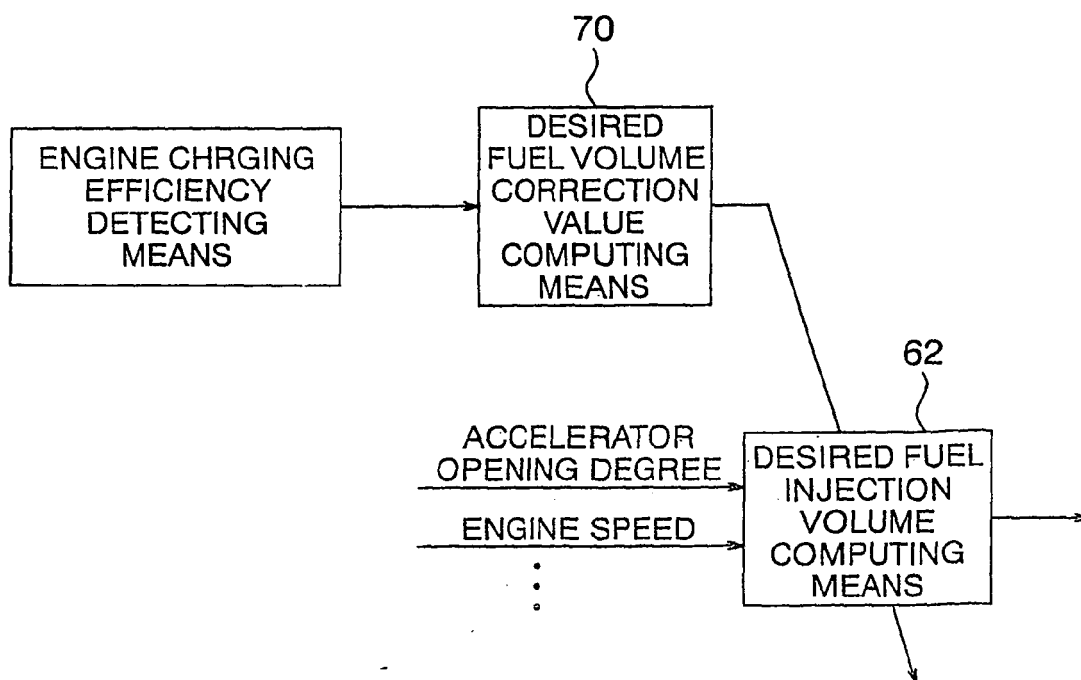 70
ENGINE CHRGING
EFFICIENCY
DETECTING
MEANS
DESIRED
FUEL VOLUME
CORRECTION
VALUE
COMPUTING
MEANS
62
ACCELERATOR
OPENING DEGREE
ENGINE SPEED
DESIRED FUEL
INJECTION
VOLUME
COMPUTING
MEANS